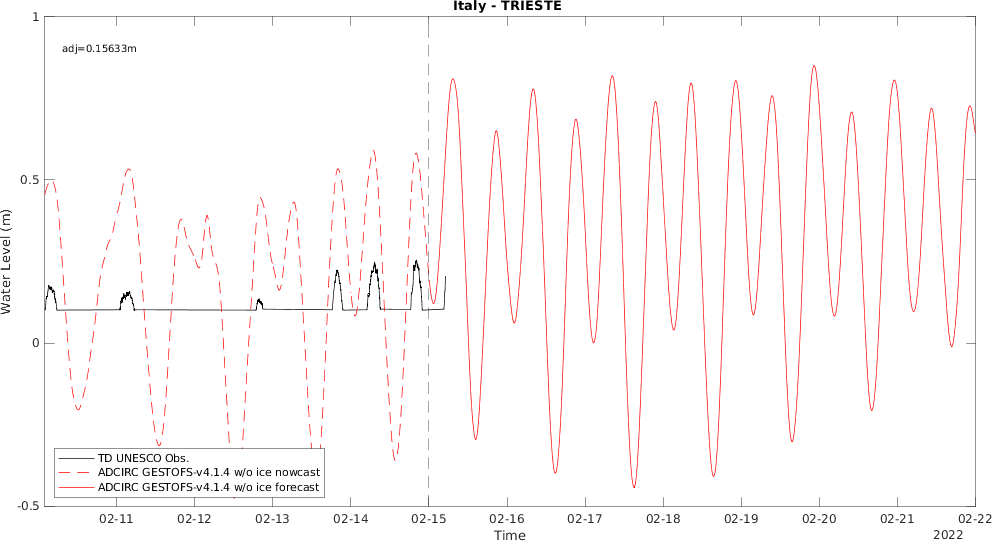 Italy - TRIESTE
1
adj=0.15633m
0.5
Water Level (m)
0
TD UNESCO Obs.
ADCIRC GESTOFS-v4.1.4 w/o ice nowcast
ADCIRC GESTOFS-v4.1.4 w/o ice forecast
-0.5
02-11 02-12 02-13 02-14 02-15 02-16 02-17 02-18 02-19 02-20 02-21 02-22
Time
2022